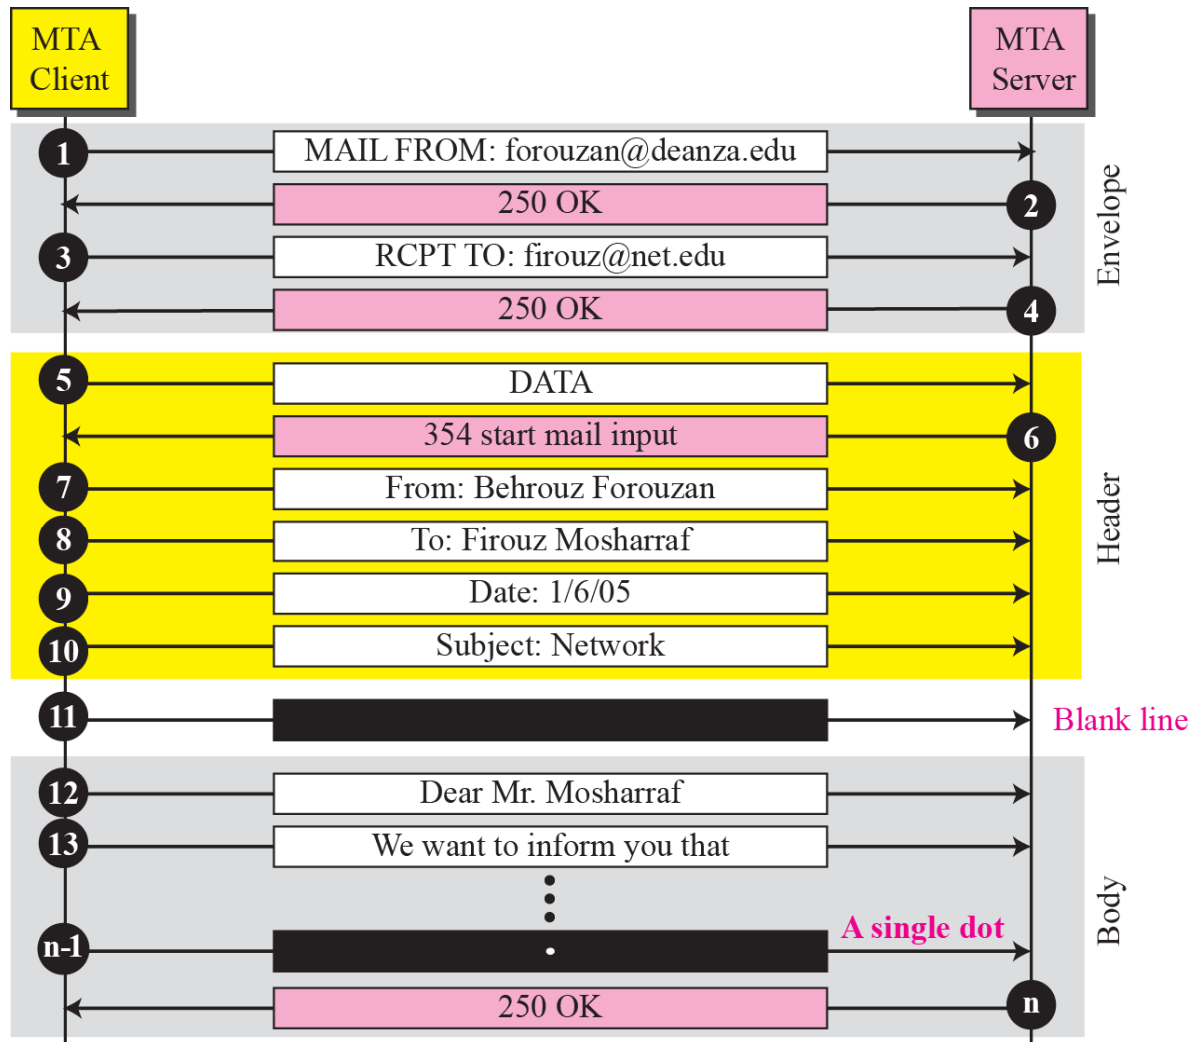 MTA
Client
MTA
Server
1
MAIL FROM: forouzan@deanza.edu
250 OK
2
3
RCPT TO: firouz@net.edu
250 OK
4
Envelope
5
DATA
354 start mail input
6
7
From: Behrouz Forouzan
8
To: Firouz Mosharraf
9
Date: 1/6/05
10
Subject: Network
Header
11
Blank line
12
Dear Mr. Mosharraf
13
We want to inform you that
n-1
.
A single dot
250 OK
n
Body